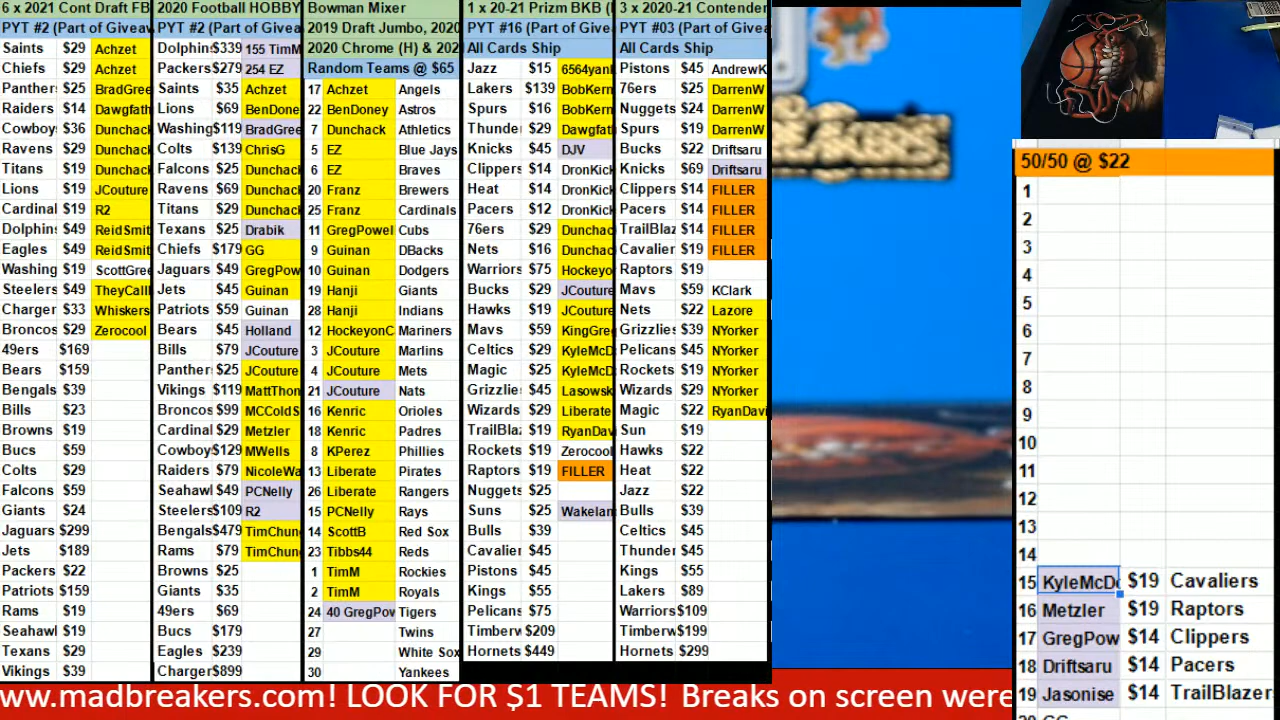 6 x 2021 Cont Draft FB
PYT #2 (Part of Giveav
Saints $29 Achzet
Chiefs $29 Achzet
Panthers $25 BradGree
Raiders $14 Dawgfath
Cowboy $36 Dunchack
Ravens $29 Dunchack
Titans $19 Dunchack
Lions $19 JCouture
Cardinal $19 R2
Dolphins $49 ReidSmit
Eagles $49 ReidSmit
Washing $19 ScottGree
Steelers $49 TheyCallI
Charger $33 Whiskers
Broncos $29 Zerocool
49ers $169
Bears $159
Bengals $39
Bills $23
Browns $19
Bucs $59
Colts $29
Falcons $59
Giants $24
Jaguars $299
Jets $189
Packers $22
Patriots $159
Rams $19
Seahawl $19
Texans $29
Vikings $39
2020 Football HOBBY
PYT #2 (Part of Givea
Dolphins $339 155 TimM
Packers $279 254 EZ
Saints $35 Achzet
Lions $69 BenDone
Washing $119 BradGree
Colts $139 ChrisG
Falcons $25 Dunchack
Ravens $69 Dunchack
Titans $29 Dunchack
Texans $25 Drabik
Chiefs $179 GG
Jaguars $49 GregPow
Jets $45 Guinan
Patriots $59 Guinan
Bears $45 Holland
Bills $79 JCouture
Panther $25 JCouture
Vikings $119 MattThon
Broncos $99 MCColdS
Cardinal $29 Metzler
Cowboy $129 MWells
Raiders $79 NicoleWa
Seahawl $49 PCNelly
Steelers $109 R2
Bengals $479 TimChun
Rams $79 TimChun
Browns $25
Giants $35
49ers $69
Bucs $179
Eagles $239
Charger $899
Bowman Mixer
2019 Draft Jumbo, 2020
2020 Chrome (H) & 202
Random Teams @ $65
17 Achzet Angels
22 BenDoney Astros
7 Dunchack Athletics
5 EZ Blue Jays
6 EZ Braves
20 Franz Brewers
25 Franz Cardinals
11 GregPowel Cubs
9 Guinan DBacks
10 Guinan Dodgers
19 Hanji Giants
28 Hanji Indians
12 HockeyonC Mariners
3 JCouture Marlins
4 JCouture Mets
21 JCouture Nats
16 Kenric Orioles
18 Kenric Padres
8 KPerez Phillies
13 Liberate Pirates
26 Liberate Rangers
15 PCNelly Rays
14 ScottB Red Sox
23 Tibbs44 Reds
1 TimM Rockies
2 TimM Royals
24 40 GregPow Tigers
27 Twins
29 White Sox
30 Yankees
1 x 20-21 Prizm BKB (
PYT #16 (Part of Givea
All Cards Ship
Jazz $15 6564yank
Lakers $139 BobKern
Spurs $16 BobKern
Thunde $29 Dawgfath
Knicks $45 DJV
Clippers $14 DronKick
Heat $14 DronKick
Pacers $12 DronKick
76ers $29 Dunchac
Nets $16 Dunchac
Warriors $75 Hockeyo
Bucks $29 JCouture
Hawks $19 JCouture
Mavs $59 KingGre
Celtics $29 KyleMcD
Magic $25 KyleMcD
Grizzlie $45 Lasowsk
Wizards $29 Liberate
TrailBla $19 RyanDav
Rockets $19 Zerocool
Raptors $19 FILLER
Nuggets $25
Suns $25 Wakelan
Bulls $39
Cavalier $45
Pistons $45
Kings $55
Pelicans $75
Timberw $209
Hornets $449
3 x 2020-21 Contender
PYT #03 (Part of Givea
All Cards Ship
Pistons $45 AndrewK
76ers $25 DarrenW
Nuggets $24 DarrenW
Spurs $19 DarrenW
Bucks $22 Driftsaru
Knicks $69 Driftsaru
Clippers $14 FILLER
Pacers $14 FILLER
TrailBlaz $14 FILLER
Cavalier $19 FILLER
Raptors $19
Mavs $59 KClark
Nets $22 Lazore
Grizzlies $39 NYorker
Pelicans $45 NYorker
Rockets $19 NYorker
Wizards $29 NYorker
Magic $22 RyanDavi
Sun $19
Hawks $22
Heat $22
Jazz $22
Bulls $39
Celtics $45
Thunde $45
Kings $55
Lakers $89
Warriors $109
Timberw $199
Hornets $299
50/50 @ $22
1
2
3
4
5
6
7
8
9
10
11
12
13
14
15 KyleMcDo $19 Cavaliers
16 Metzler $19 Raptors
17 GregPow $14 Clippers
18 Driftsaru $14 Pacers
19 Jasonise $14 TrailBlazer
ww.madbreakers.com! LOOK FOR $1 TEAMS! Breaks on screen were